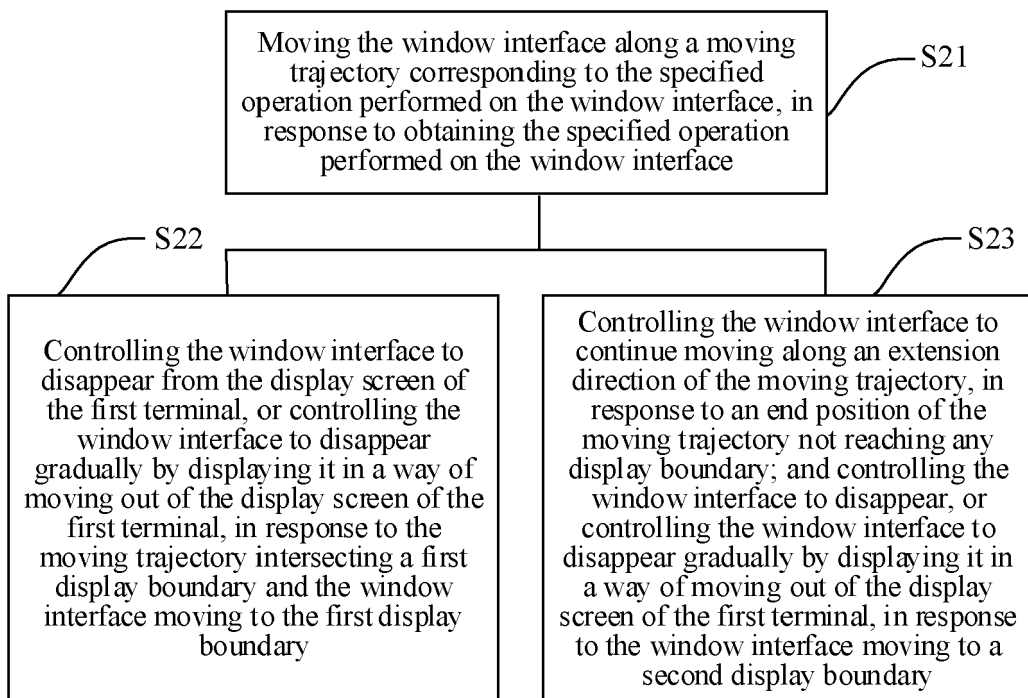 Moving the window interface along a moving
trajectory corresponding to the specified
operation performed on the window interface, in
response to obtaining the specified operation
performed on the window interface
S21
S22
Controlling the window interface to
disappear from the display screen of
the first terminal, or controlling the
window interface to disappear
gradually by displaying it in a way of
moving out of the display screen of
the first terminal, in response to the
moving trajectory intersecting a first
display boundary and the window
interface moving to the first display
boundary
S23
Controlling the window interface to
continue moving along an extension
direction of the moving trajectory, in
response to an end position of the
moving trajectory not reaching any
display boundary; and controlling the
window interface to disappear, or
controlling the window interface to
disappear gradually by displaying it in
a way of moving out of the display
screen of the first terminal, in response
to the window interface moving to a
second display boundary